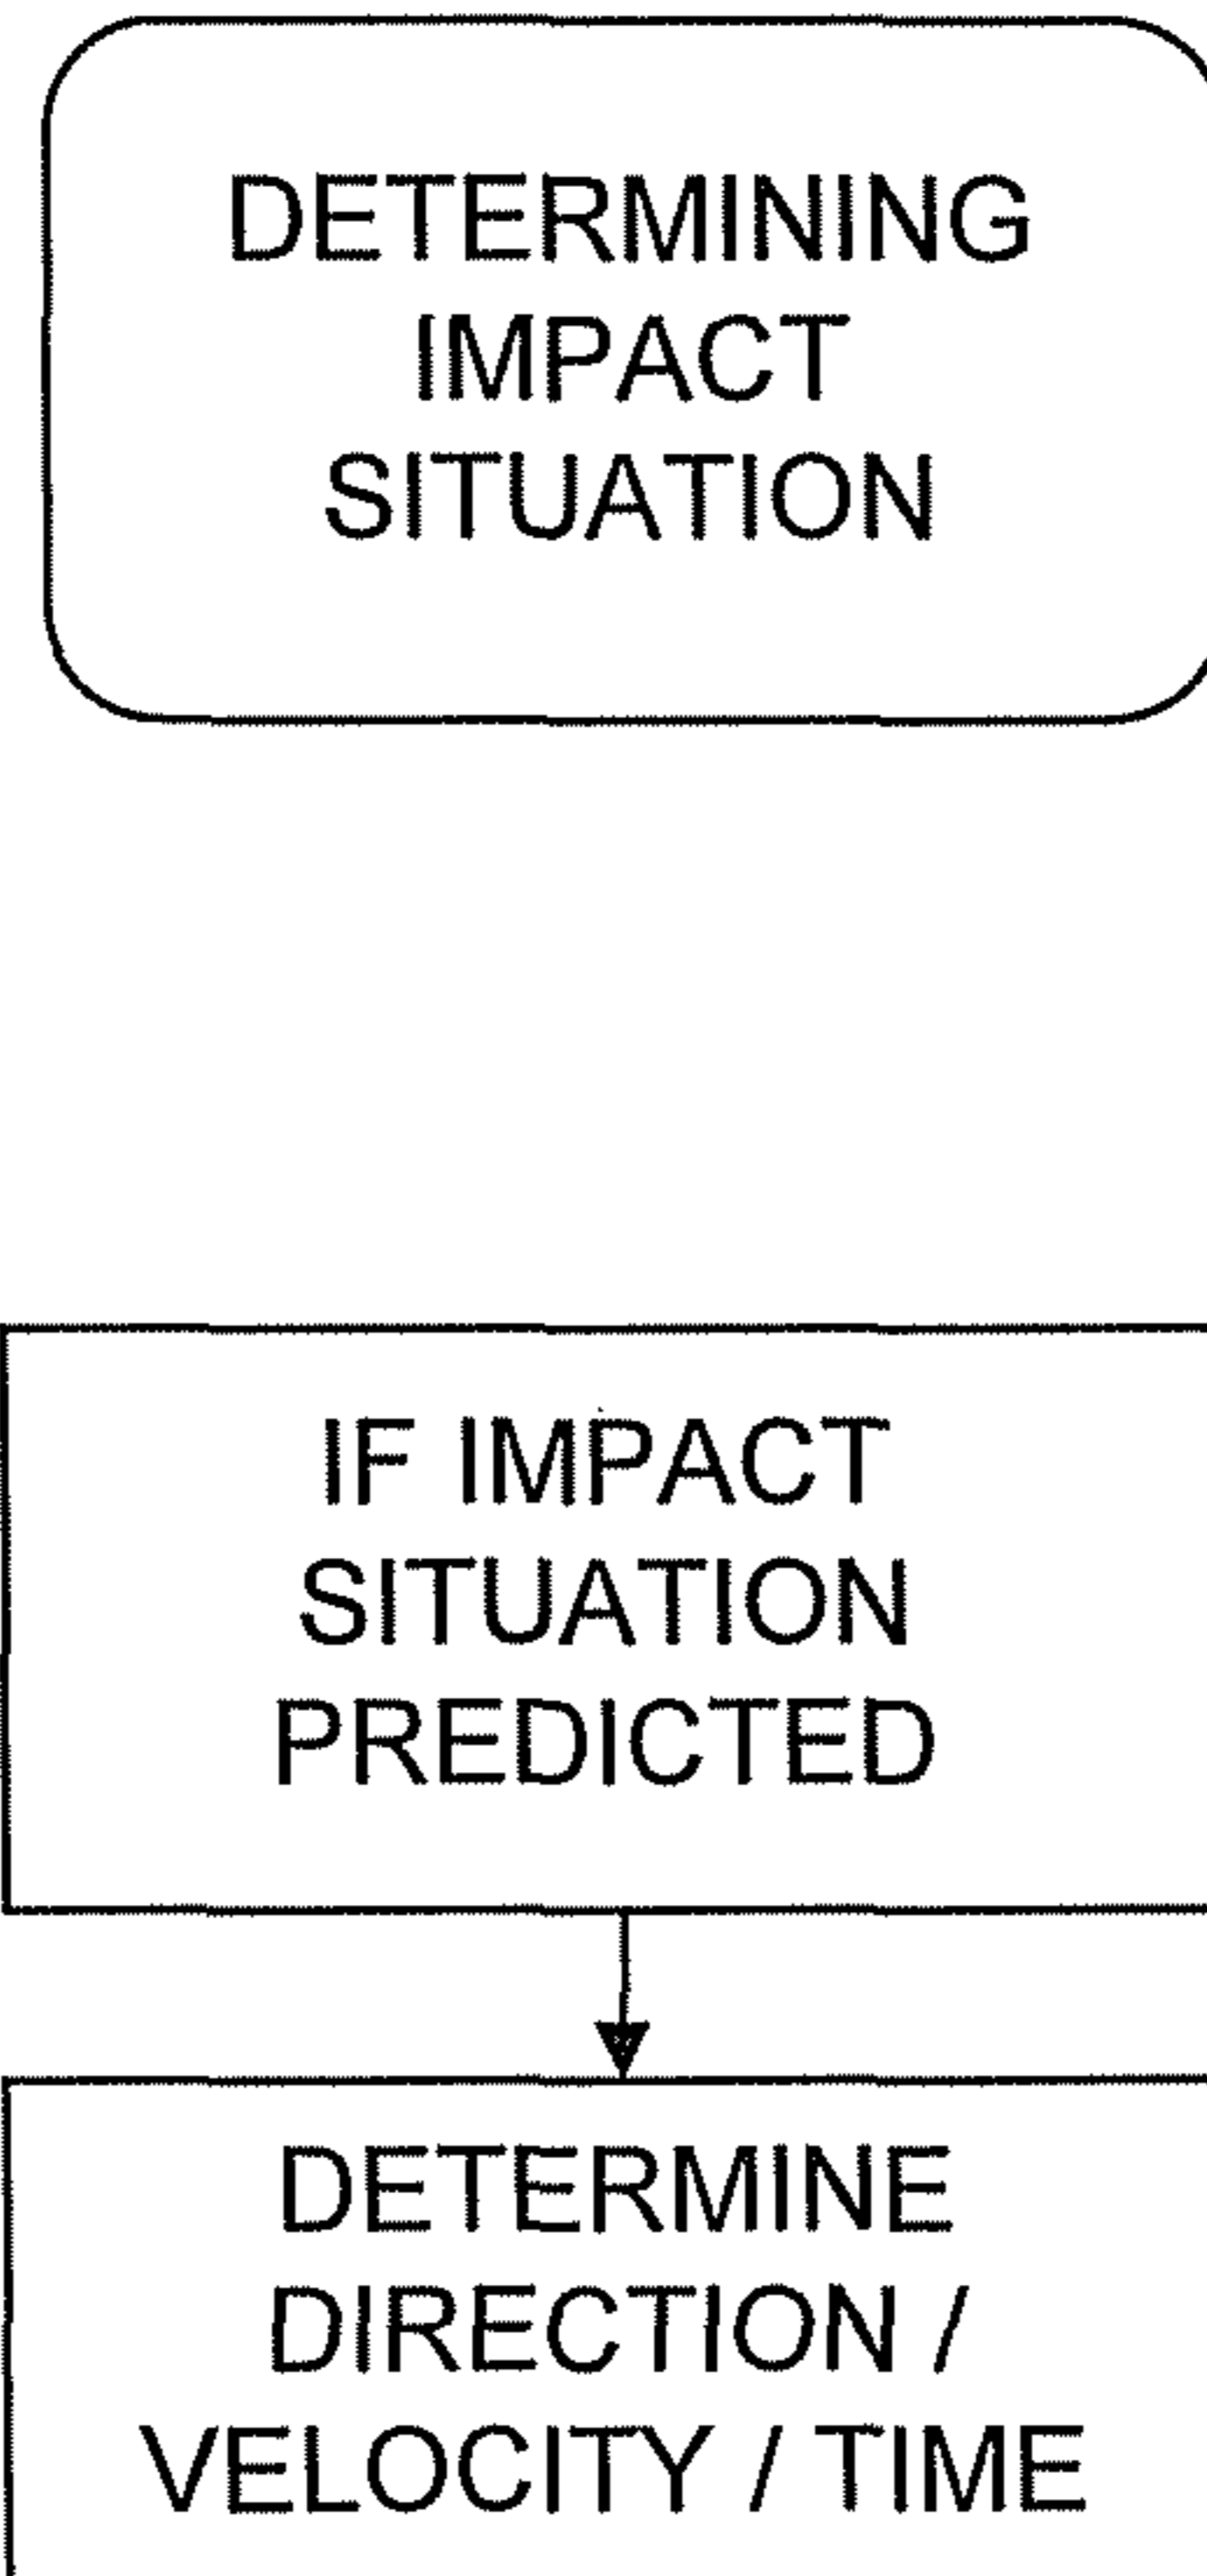 DETERMINING
IMPACT
SITUATION
IF IMPACT
SITUATION
PREDICTED
DETERMINE
DIRECTION /
VELOCITY / TIME